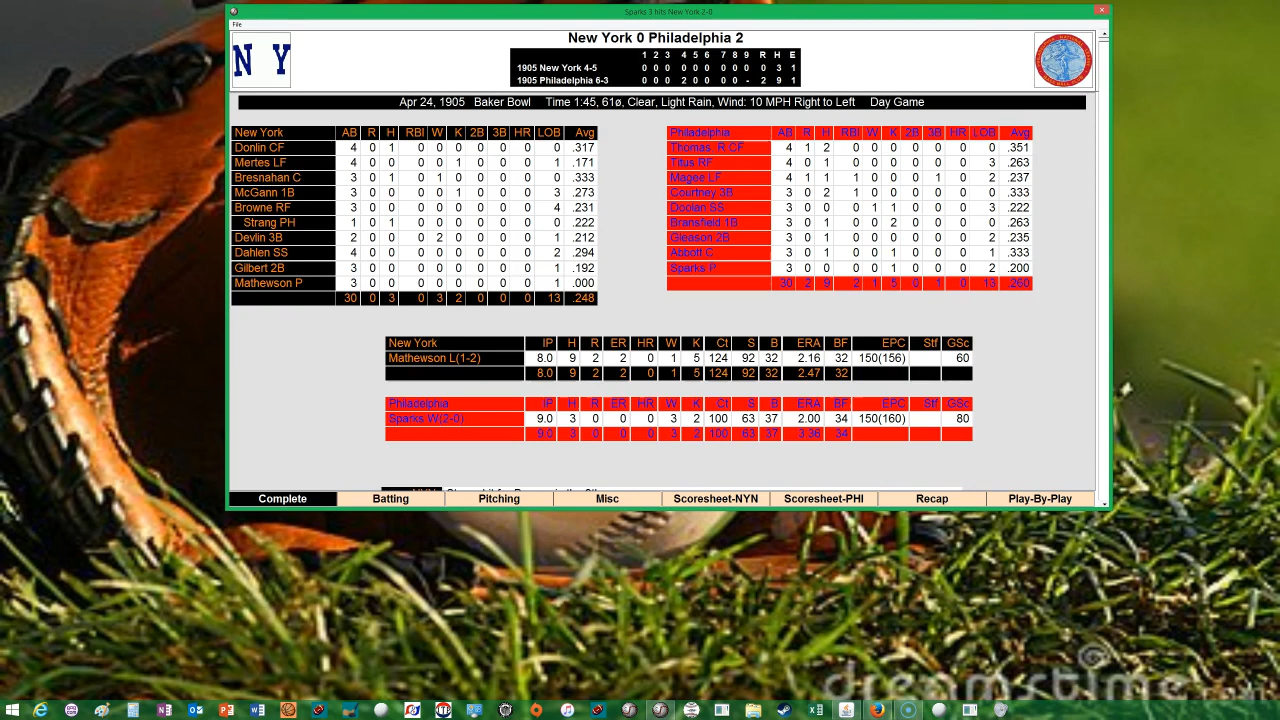 Sparks 3 hits New York 2-0
File
New York 0 Philadelphia 2
N Y
1 2 3 4 5 6 7 8 9 R H E
1905 New York 4-5 0 0 0 0 0 0 0 0 0 0 3 1
1905 Philadelphia 6-3 0 0 0 2 0 0 0 0 - 2 9 1
Apr 24, 1905 Baker Bowl Time 1:45, 61ø, Clear, Light Rain, Wind: 10 MPH Right to Left Day Game
New York AB R H RBI W K 2B 3B HR LOB Avg
Donlin CF 4 0 1 0 0 0 0 0 0 0 .317
Mertes LF 4 0 0 0 0 1 0 0 0 1 .171
Bresnahan C 3 0 1 0 1 0 0 0 0 0 .333
McGann 1B 3 0 0 0 0 1 0 0 0 3 .273
Browne RF 3 0 0 0 0 0 0 0 0 4 .231
Strang PH 1 0 1 0 0 0 0 0 0 0 .222
Devlin 3B 2 0 0 0 2 0 0 0 0 1 .212
Dahlen SS 4 0 0 0 0 0 0 0 0 2 .294
Gilbert 2B 3 0 0 0 0 0 0 0 0 1 .192
Mathewson P 3 0 0 0 0 0 0 0 0 1 .000
30 0 3 0 3 2 0 0 0 13 .248
Philadelphia AB R H RBI W K 2B 3B HR LOB Avg
Thomas, R CF 4 1 2 0 0 0 0 0 0 0 .351
Titus RF 4 0 1 0 0 0 0 0 0 3 .263
Magee LF 4 1 1 1 0 0 0 1 0 2 .237
Courtney 3B 3 0 2 1 0 0 0 0 0 0 .333
Doolan SS 3 0 0 0 1 1 0 0 0 3 .222
Bransfield 1B 3 0 1 0 0 2 0 0 0 0 .263
Gleason 2B 3 0 1 0 0 0 0 0 0 2 .235
Abbott C 3 0 1 0 0 1 0 0 0 1 .333
Sparks P 3 0 0 0 0 1 0 0 0 2 .200
30 2 9 2 1 5 0 1 0 13 .260
New York IP H R ER HR W K Ct S B ERA BF EPC Stf GSc
Mathewson L(1-2) 8.0 9 2 2 0 1 5 124 92 32 2.16 32 150(156) 60
8.0 9 2 2 0 1 5 124 92 32 2.47 32
Philadelphia IP H R ER HR W K Ct S B ERA BF EPC Stf GSc
Sparks W(2-0) 9.0 3 0 0 0 3 2 100 63 37 2.00 34 150(160) 80
9.0 3 0 0 0 3 2 100 63 37 3.36 34
Complete Batting Pitching Misc Scoresheet-NYN Scoresheet-PHI Recap Play-By-Play
dreamstime